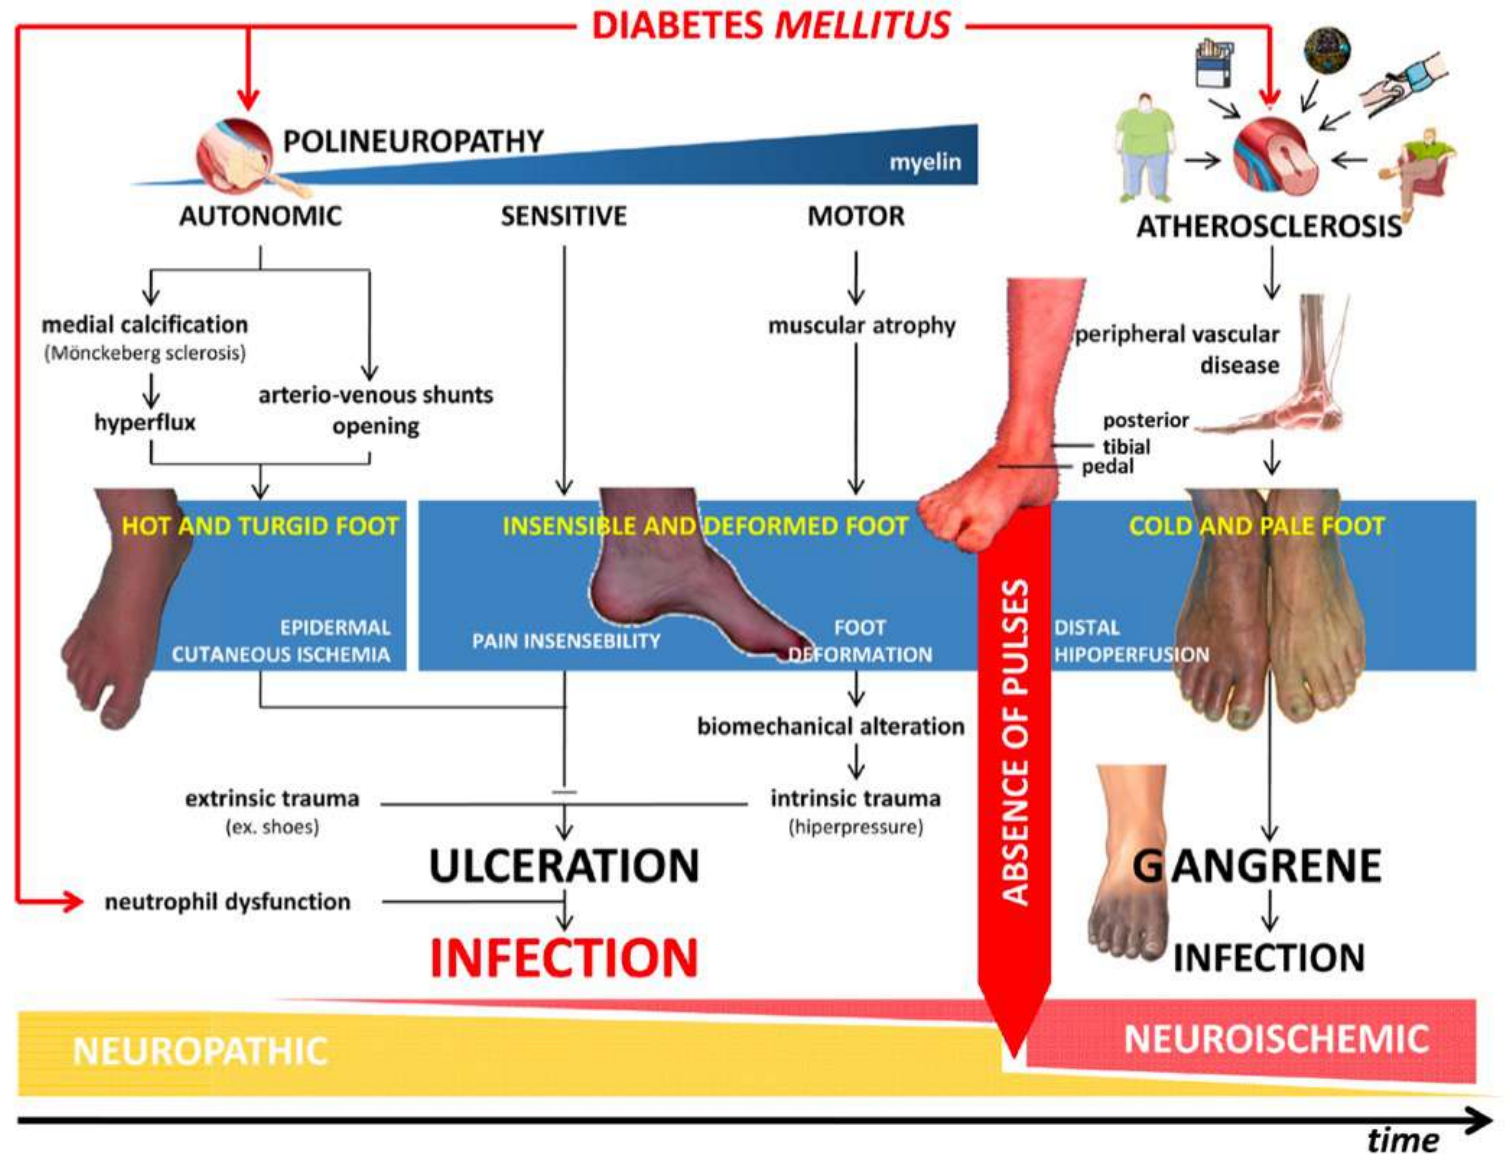 DIABETES MELLITUS
POLINEUROPATHY
myelin
AUTONOMIC
SENSITIVE
MOTOR
ATHEROSCLEROSIS
medial calcification
(Mönckeberg sclerosis)
hyperflux
arterio-venous shunts
opening
muscular atrophy
peripheral vascular
disease
posterior
tibial
pedal
HOT AND TURGID FOOT
EPIDERMAL
CUTANEOUS ISCHEMIA
INSENSIBLE AND DEFORMED FOOT
PAIN INSENSEBILITY
FOOT
DEFORMATION
COLD AND PALE FOOT
DISTAL
HIPOPERFUSION
ABSENCE OF PULSES
biomechanical alteration
extrinsic trauma
(ex. shoes)
intrinsic trauma
(hiperpressure)
ULCERATION
neutrophil dysfunction
INFECTION
GANGRENE
INFECTION
NEUROPATHIC
NEUROISCHEMIC
time